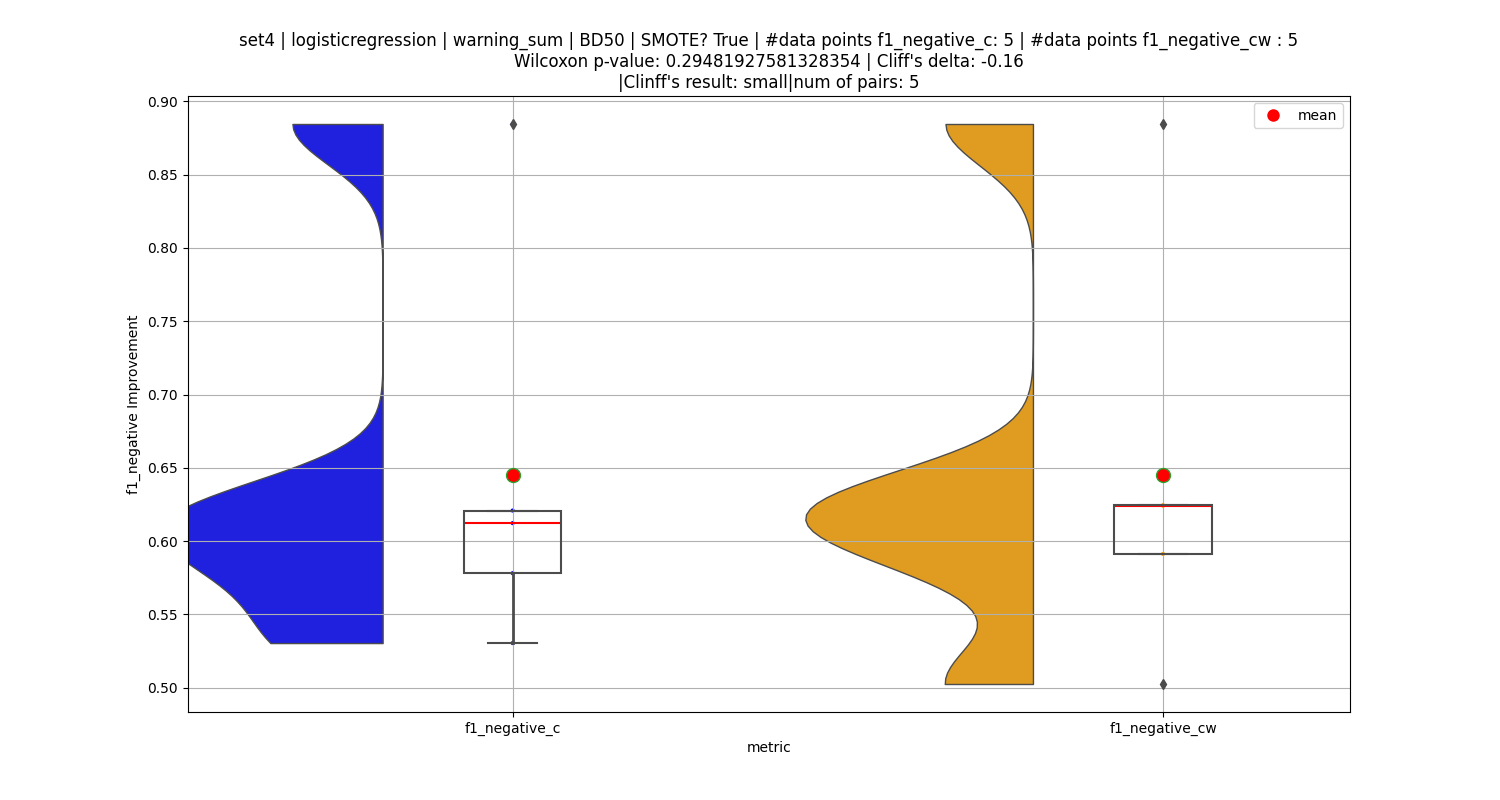 set4 | logisticregression | warning_sum | BD50 | SMOTE? True | #data points f1_negative_c: 5 | #data points f1_negative_cw : 5
Wilcoxon p-value: 0.29481927581328354 | Cliff's delta: -0.16
|Clinff's result: small|num of pairs: 5
mean
0.90
0.85
0.80
0.75
0.70
0.65
0.60
0.55
0.50
f1_negative Improvement
f1_negative_c
f1_negative_cw
metric